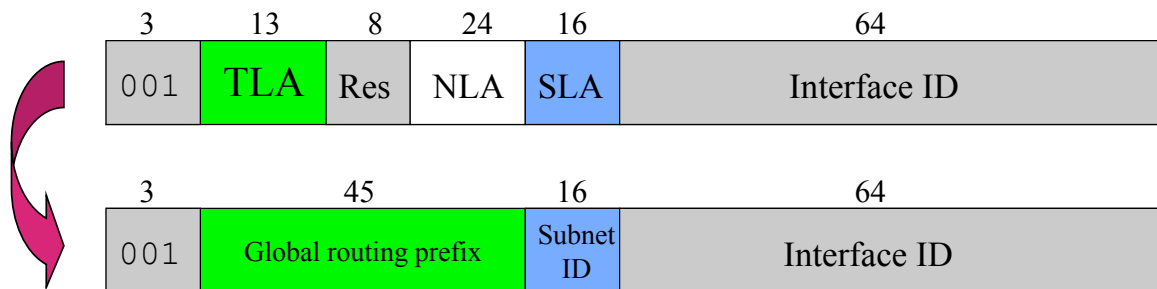 3 13 8 24 16 64
001 TLA Res NLA SLA Interface ID
3 45 16 64
001 Global routing prefix Subnet ID Interface ID